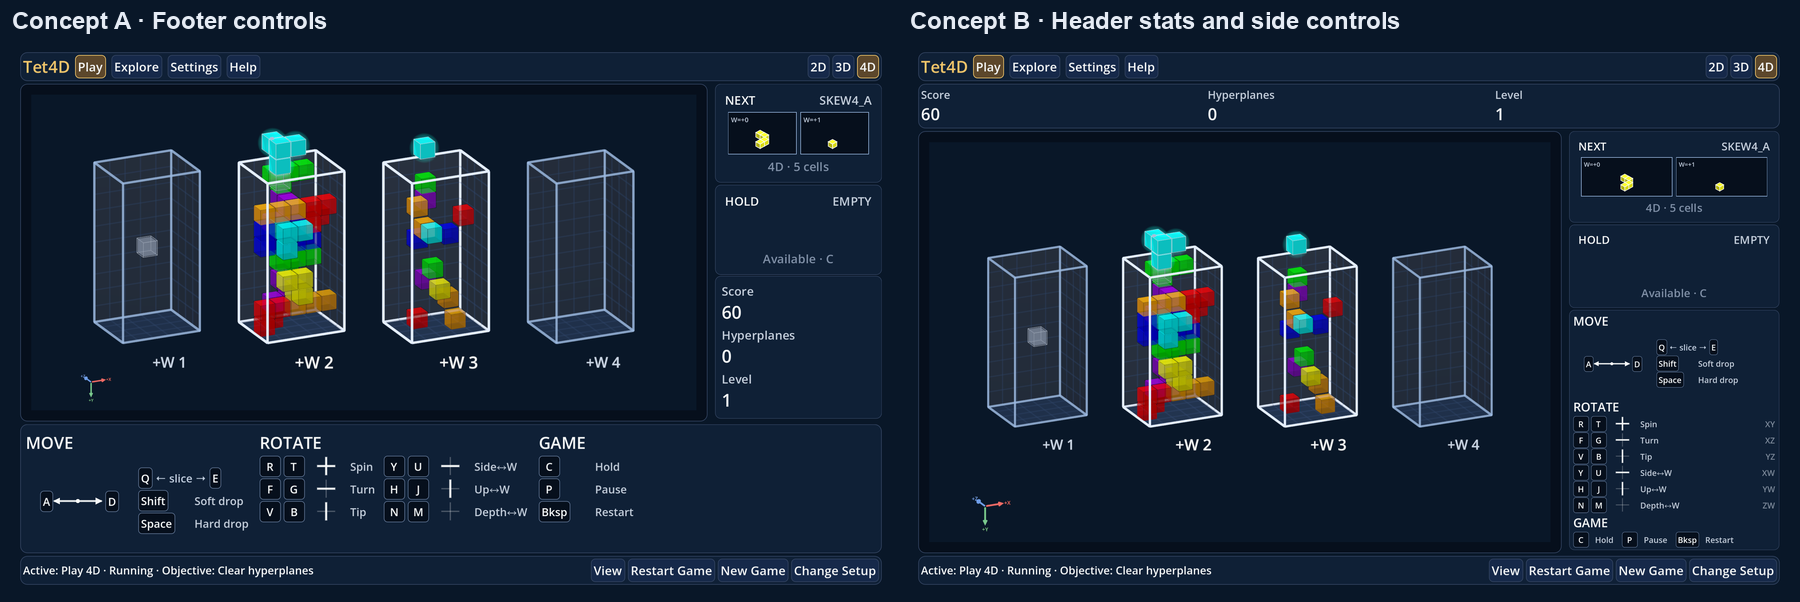 Concept A · Footer controls
Tet4D Play Explore Settings Help 2D 3D 4D
NEXT SKEW4_A
W=+0 W=+1
4D · 5 cells
HOLD EMPTY
Available · C
Score
60
Hyperplanes
0
Level
1
+W 1 +W 2 +W 3 +W 4
MOVE
Q ← slice → E
A D
Shift Soft drop
Space Hard drop
ROTATE
R T Spin Y U Side↔W
F G Turn H J Up↔W
V B Tip N M Depth↔W
GAME
C Hold
P Pause
Bksp Restart
Active: Play 4D · Running · Objective: Clear hyperplanes View Restart Game New Game Change Setup
Concept B · Header stats and side controls
Tet4D Play Explore Settings Help 2D 3D 4D
Score Hyperplanes Level
60 0 1
NEXT SKEW4_A
W=+0 W=+1
4D · 5 cells
HOLD EMPTY
Available · C
+W 1 +W 2 +W 3 +W 4
MOVE
Q ← slice → E
A D Shift Soft drop
Space Hard drop
ROTATE
R T Spin XY
F G Turn XZ
V B Tip YZ
Y U Side↔W XW
H J Up↔W YW
N M Depth↔W ZW
GAME
C Hold P Pause Bksp Restart
Active: Play 4D · Running · Objective: Clear hyperplanes View Restart Game New Game Change Setup